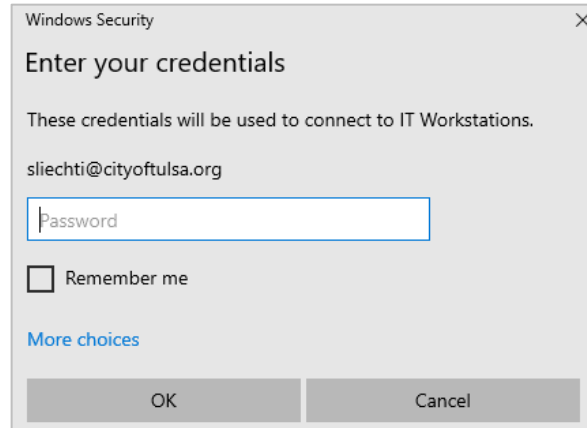 Windows Security
Enter your credentials
These credentials will be used to connect to IT Workstations.
sliechti@cityoftulsa.org
Password
Remember me
More choices
OK
Cancel